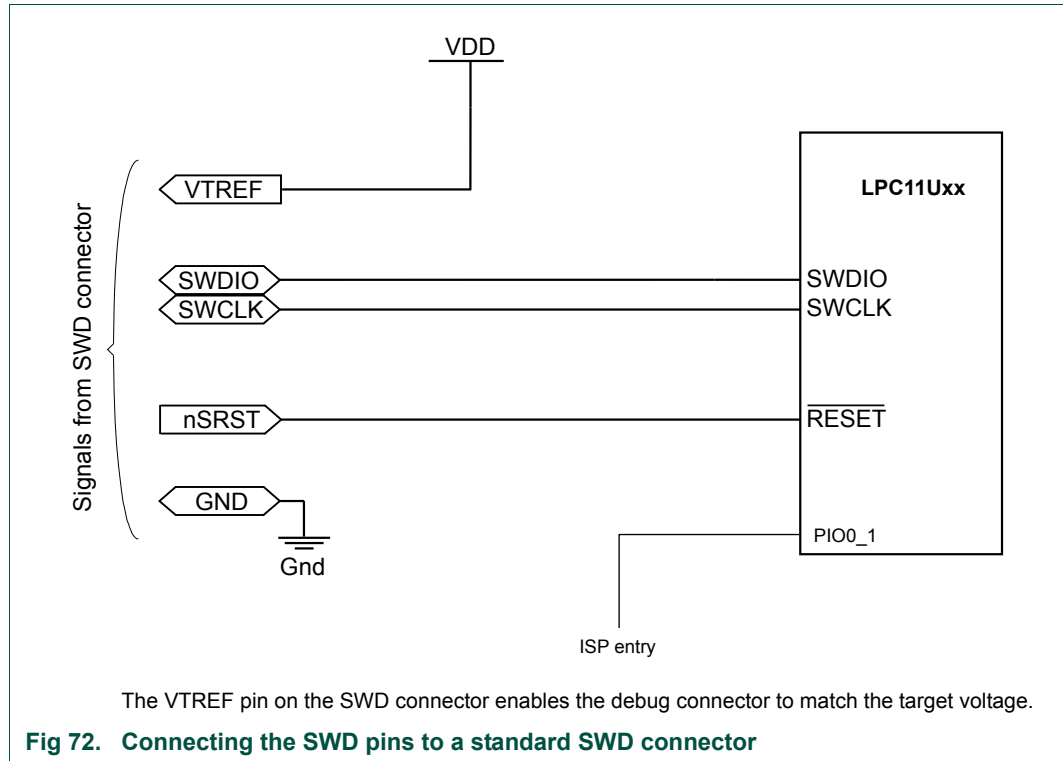 VDD
VTREF
LPC11Uxx
Signals from SWD connector
SWDIO
SWDIO
SWCLK
SWCLK
nSRST
RESET
GND
Gnd
PIO0_1
ISP entry
The VTREF pin on the SWD connector enables the debug connector to match the target voltage.
Fig 72. Connecting the SWD pins to a standard SWD connector